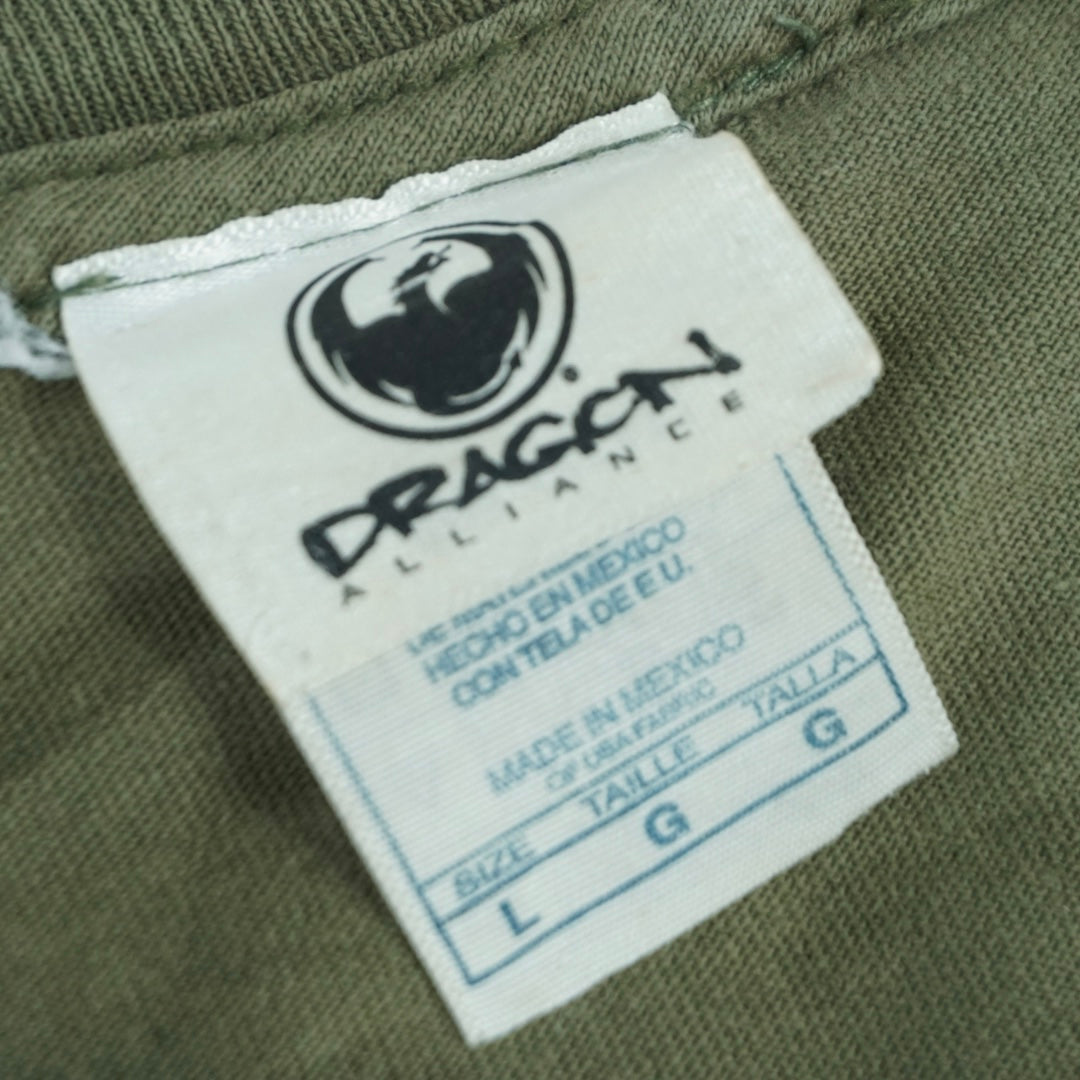 DRAGON
ALLIANCE
HECHO EN MEXICO
CON TELA DE E U.
MADE IN MEXICO
OF USA FABRIC
SIZE TAILLE TALLA
L G G